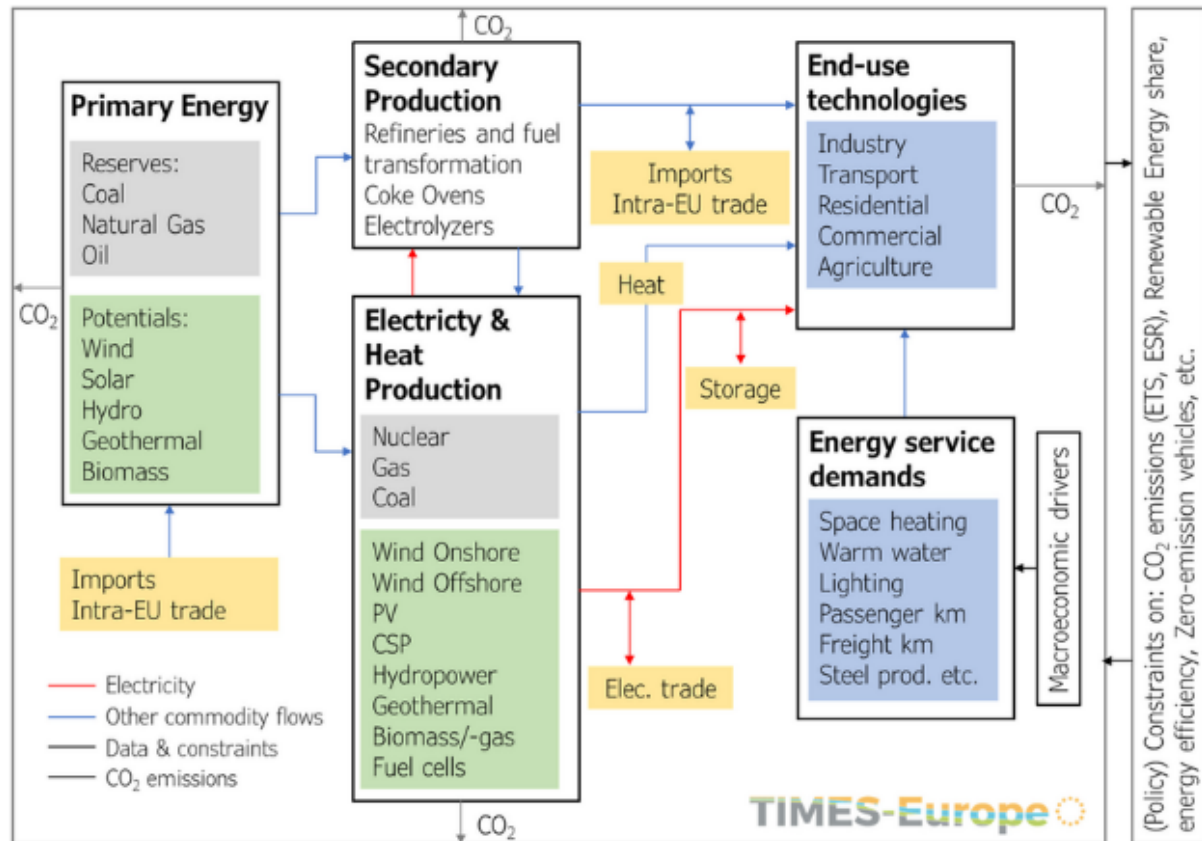 CO₂
Primary Energy
Reserves:
Coal
Natural Gas
Oil
Potentials:
Wind
Solar
Hydro
Geothermal
Biomass
CO₂
Imports
Intra-EU trade
Secondary
Production
Refineries and fuel
transformation
Coke Ovens
Electrolyzers
Electricty &
Heat
Production
Nuclear
Gas
Coal
Wind Onshore
Wind Offshore
PV
CSP
Hydropower
Geothermal
Biomass/-gas
Fuel cells
CO₂
Imports
Intra-EU trade
Heat
Storage
Elec. trade
End-use
technologies
Industry
Transport
Residential
Commercial
Agriculture
CO₂
Energy service
demands
Space heating
Warm water
Lighting
Passenger km
Freight km
Steel prod. etc.
Macroeconomic drivers
(Policy) Constraints on: CO₂ emissions (ETS, ESR), Renewable Energy share,
energy efficiency, Zero-emission vehicles, etc.
Electricity
Other commodity flows
Data & constraints
CO₂ emissions
TIMES-Europe